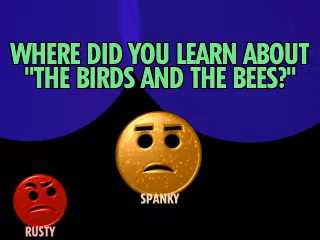 WHERE DID YOU LEARN ABOUT
"THE BIRDS AND THE BEES?"
SPANKY
RUSTY